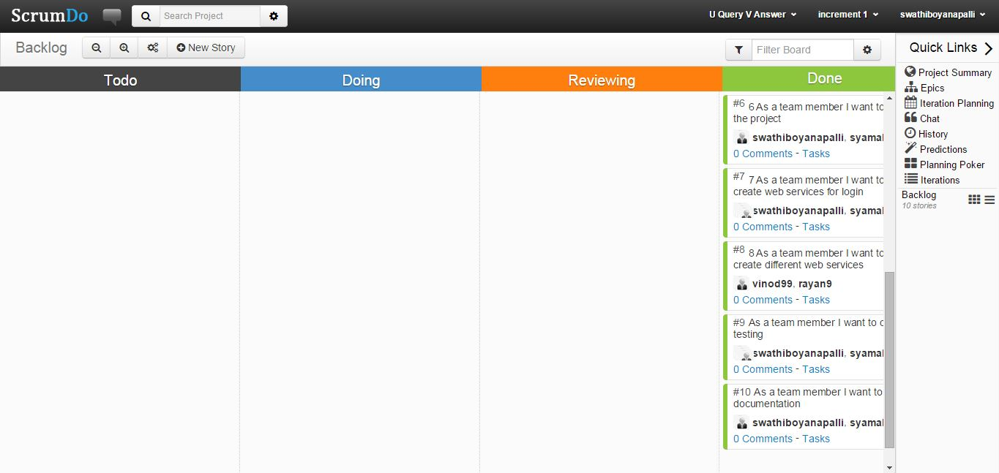 ScrumDo Search Project U Query V Answer increment 1 swathiboyanapalli
Backlog New Story Filter Board Quick Links
Todo Doing Reviewing Done
#6 6 As a team member I want to
the project
swathiboyanapalli, syamal
0 Comments - Tasks
#7 7 As a team member I want to
create web services for login
swathiboyanapalli, syamal
0 Comments - Tasks
#8 8 As a team member I want to
create different web services
vinod99, rayan9
0 Comments - Tasks
#9 As a team member I want to
testing
swathiboyanapalli, syamal
0 Comments - Tasks
#10 As a team member I want to
documentation
swathiboyanapalli, syamal
0 Comments - Tasks
Project Summary
Epics
Iteration Planning
Chat
History
Predictions
Planning Poker
Iterations
Backlog
10 stories